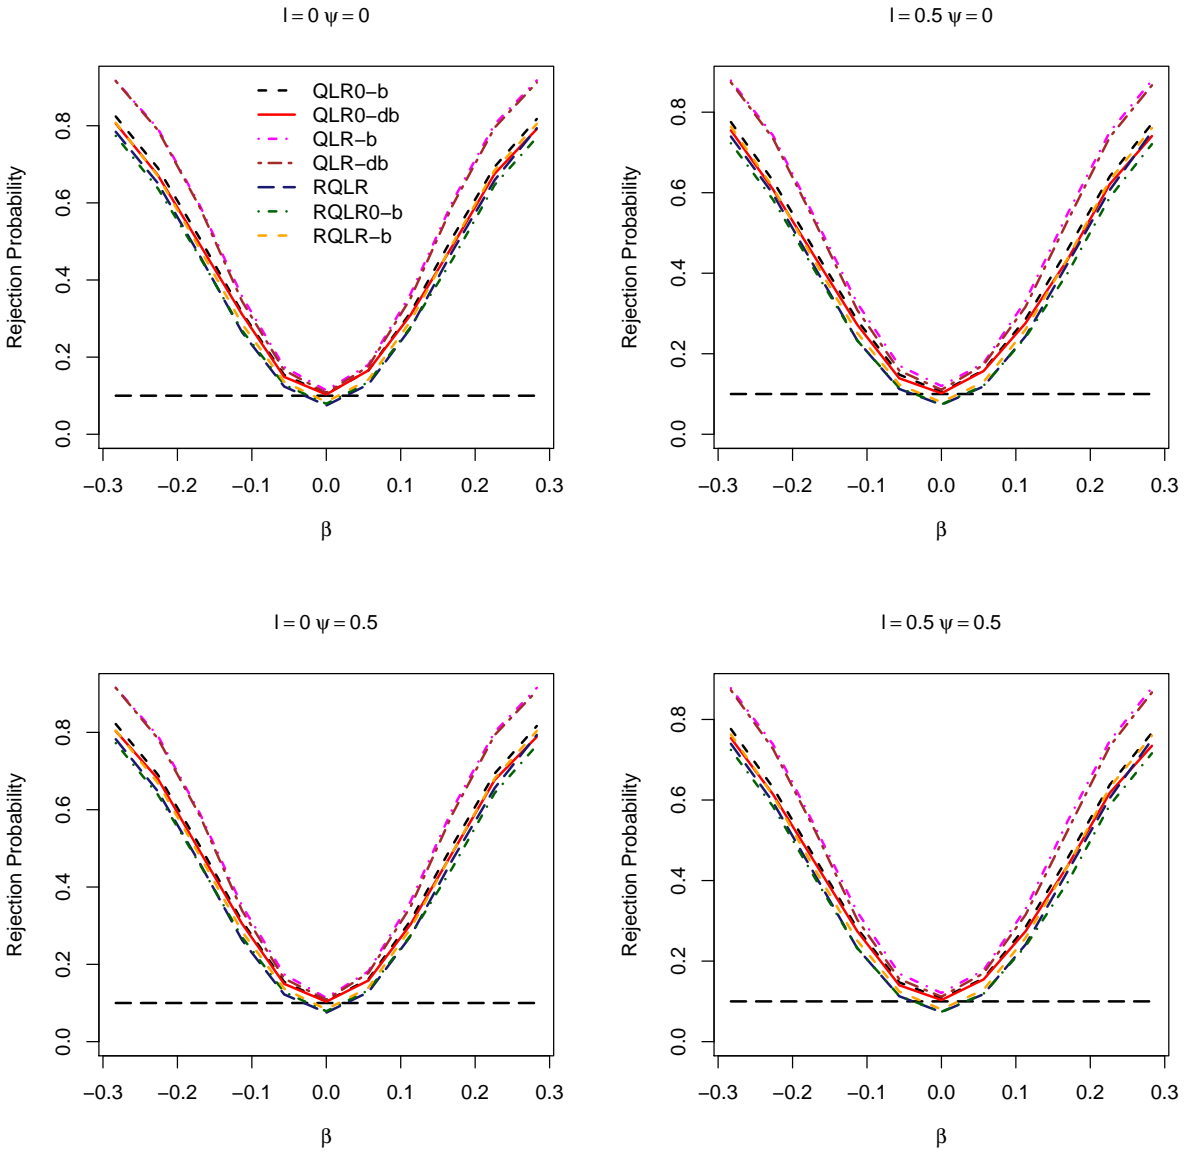 l = 0 ψ = 0
Rejection Probability
0.0
0.2
0.4
0.6
0.8
QLR0−b
QLR0−db
QLR−b
QLR−db
RQLR
RQLR0−b
RQLR−b
−0.3 −0.2 −0.1 0.0 0.1 0.2 0.3
β
l = 0.5 ψ = 0
Rejection Probability
0.0
0.2
0.4
0.6
0.8
−0.3 −0.2 −0.1 0.0 0.1 0.2 0.3
β
l = 0 ψ = 0.5
Rejection Probability
0.0
0.2
0.4
0.6
0.8
−0.3 −0.2 −0.1 0.0 0.1 0.2 0.3
β
l = 0.5 ψ = 0.5
Rejection Probability
0.0
0.2
0.4
0.6
0.8
−0.3 −0.2 −0.1 0.0 0.1 0.2 0.3
β